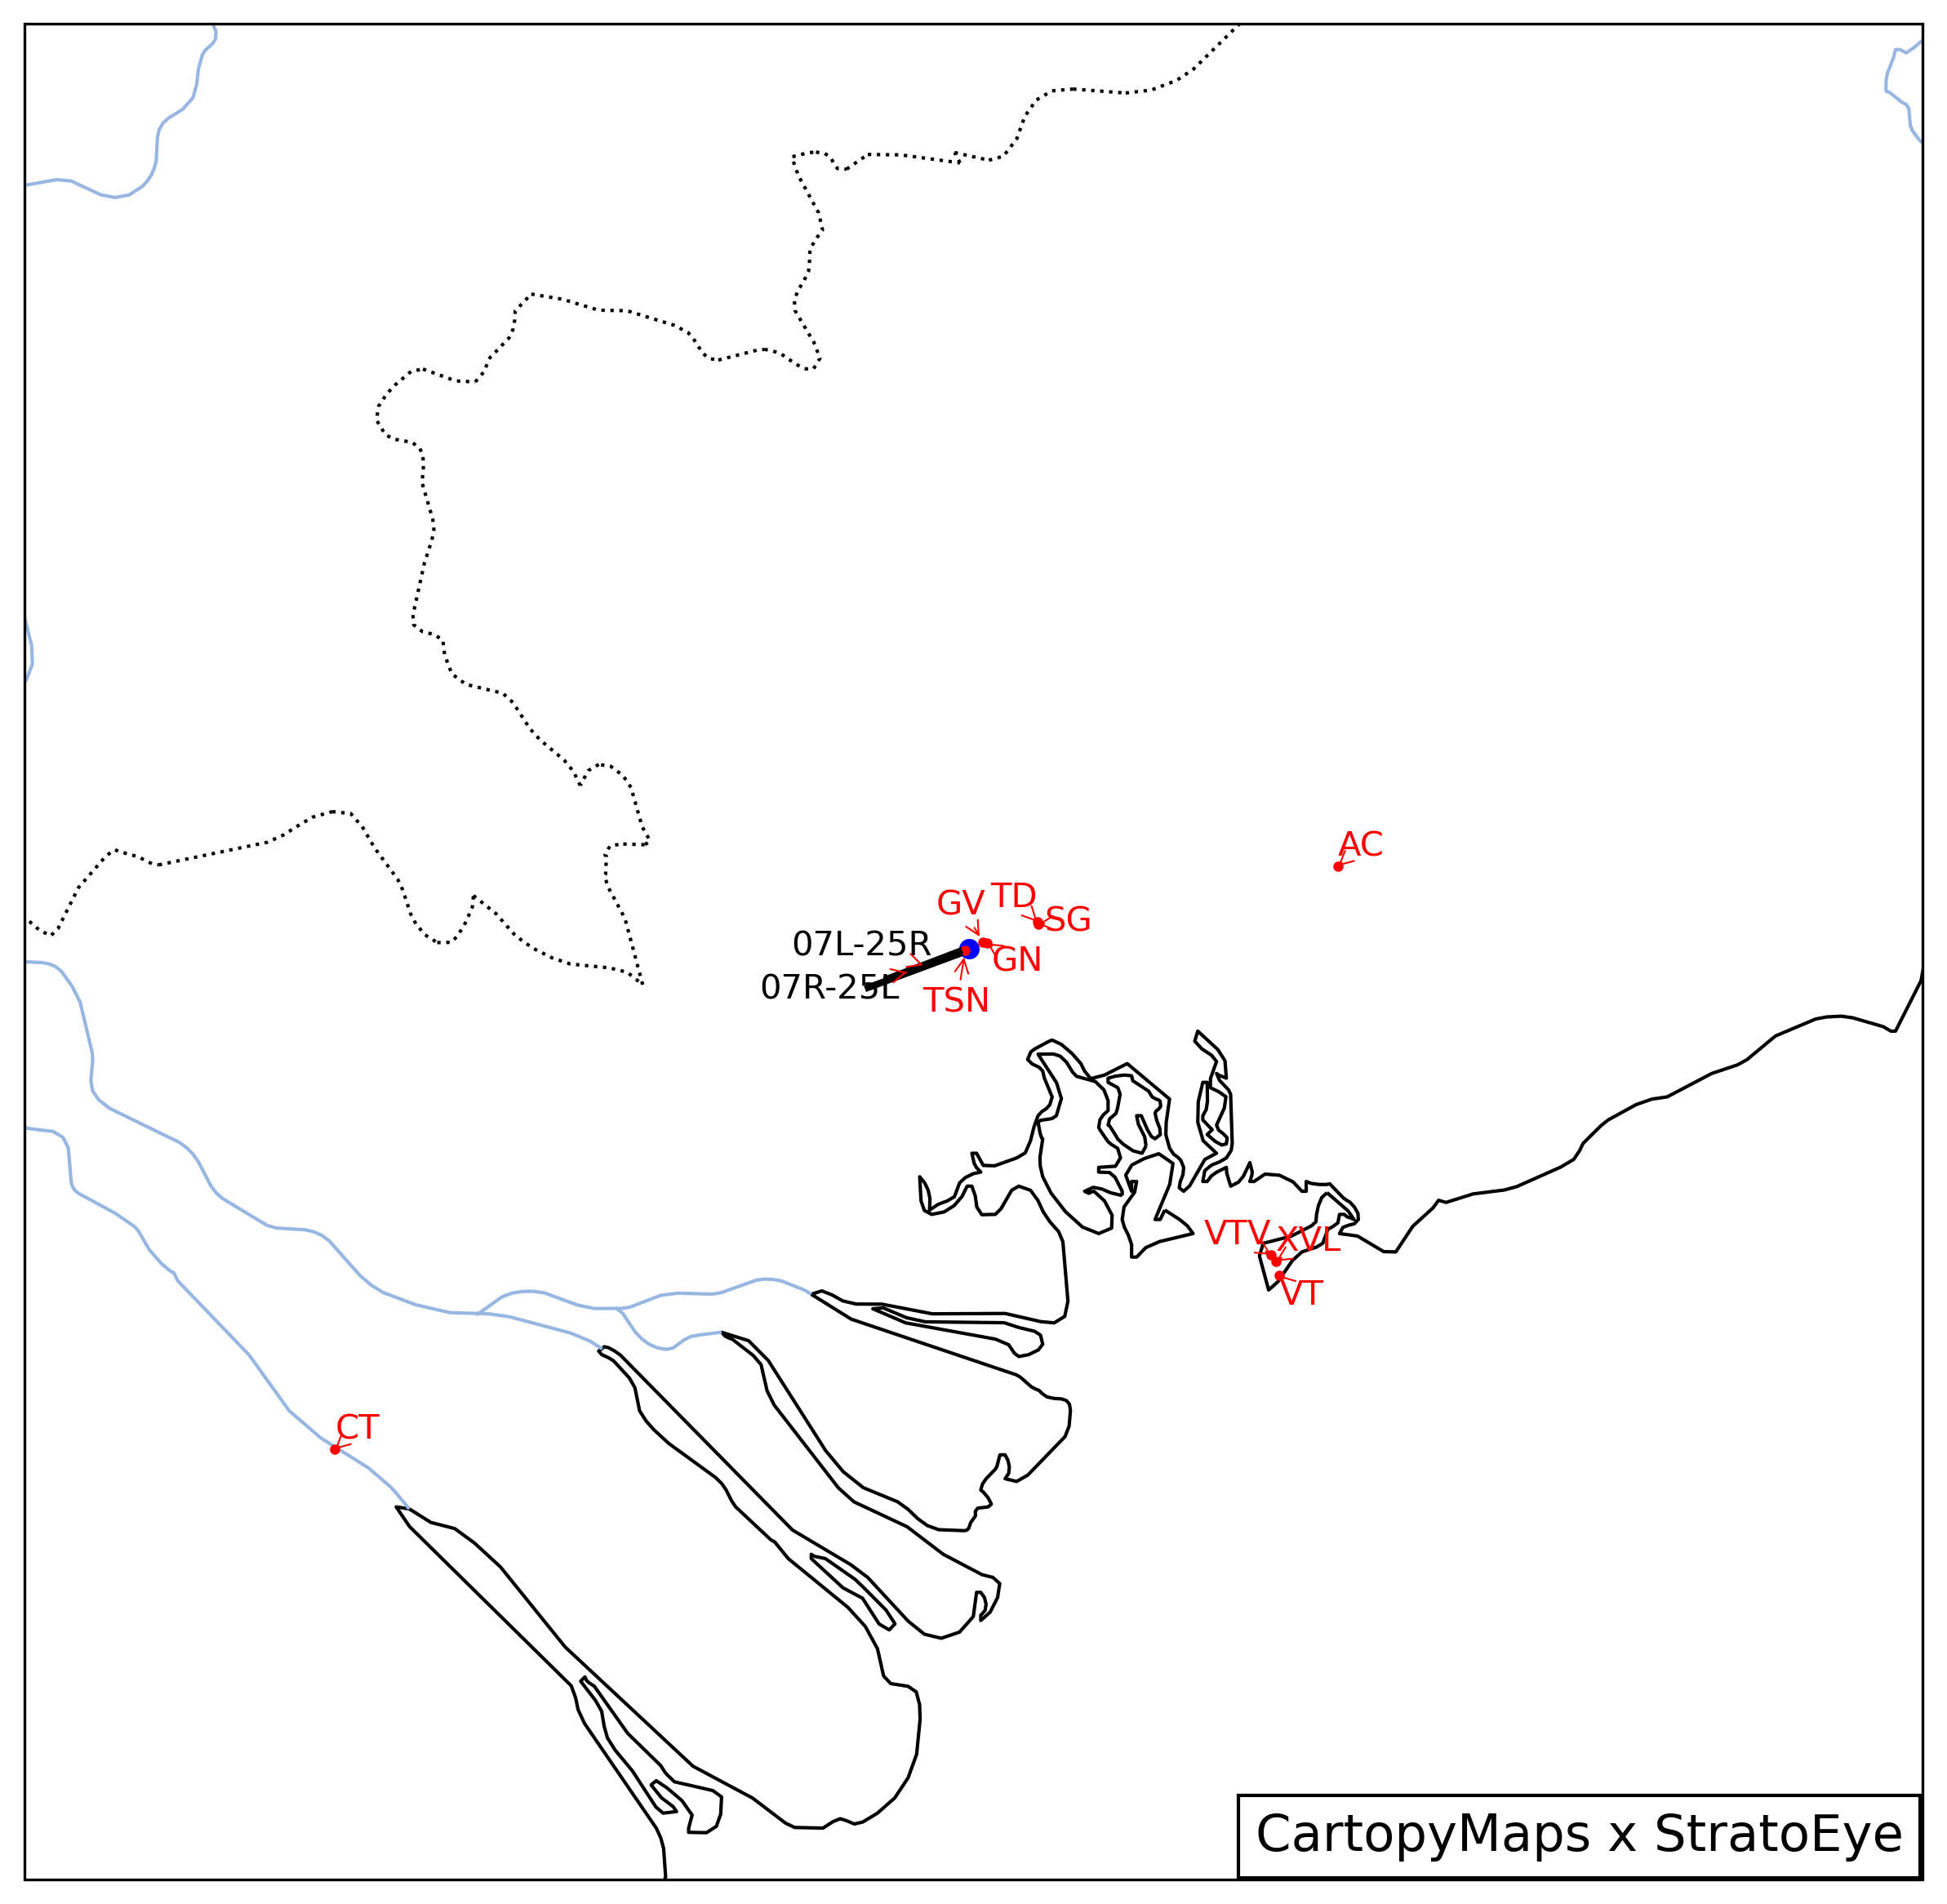 AC
GV TD
SG
07L-25R
GN
07R-25L
TSN
VTV XVL
VT
CT
CartopyMaps x StratoEye